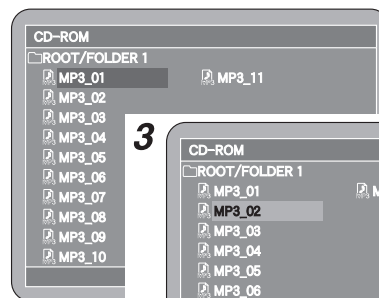 CD-ROM
ROOT/FOLDER 1
MP3_01 MP3_11
MP3_02
MP3_03
MP3_04
MP3_05
MP3_06
MP3_07
MP3_08
MP3_09
MP3_10
3
CD-ROM
ROOT/FOLDER 1
MP3_01 M
MP3_02
MP3_03
MP3_04
MP3_05
MP3_06